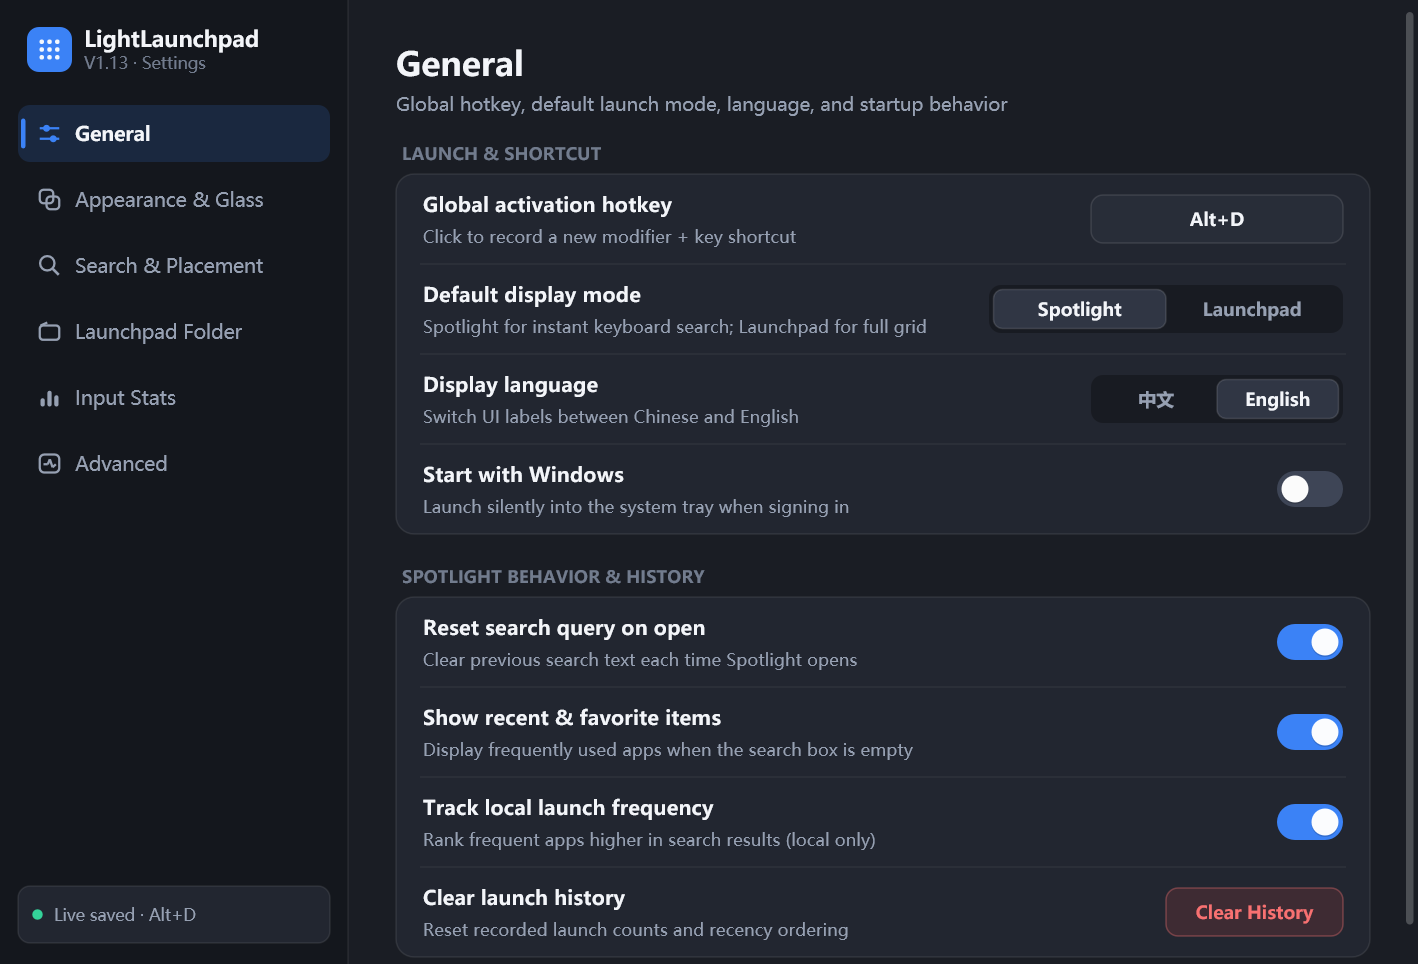 LightLaunchpad
V1.13 · Settings
General
Appearance & Glass
Search & Placement
Launchpad Folder
Input Stats
Advanced
Live saved · Alt+D
General
Global hotkey, default launch mode, language, and startup behavior
LAUNCH & SHORTCUT
Global activation hotkey
Click to record a new modifier + key shortcut
Alt+D
Default display mode
Spotlight for instant keyboard search; Launchpad for full grid
Spotlight Launchpad
Display language
Switch UI labels between Chinese and English
中文 English
Start with Windows
Launch silently into the system tray when signing in
SPOTLIGHT BEHAVIOR & HISTORY
Reset search query on open
Clear previous search text each time Spotlight opens
Show recent & favorite items
Display frequently used apps when the search box is empty
Track local launch frequency
Rank frequent apps higher in search results (local only)
Clear launch history
Reset recorded launch counts and recency ordering
Clear History